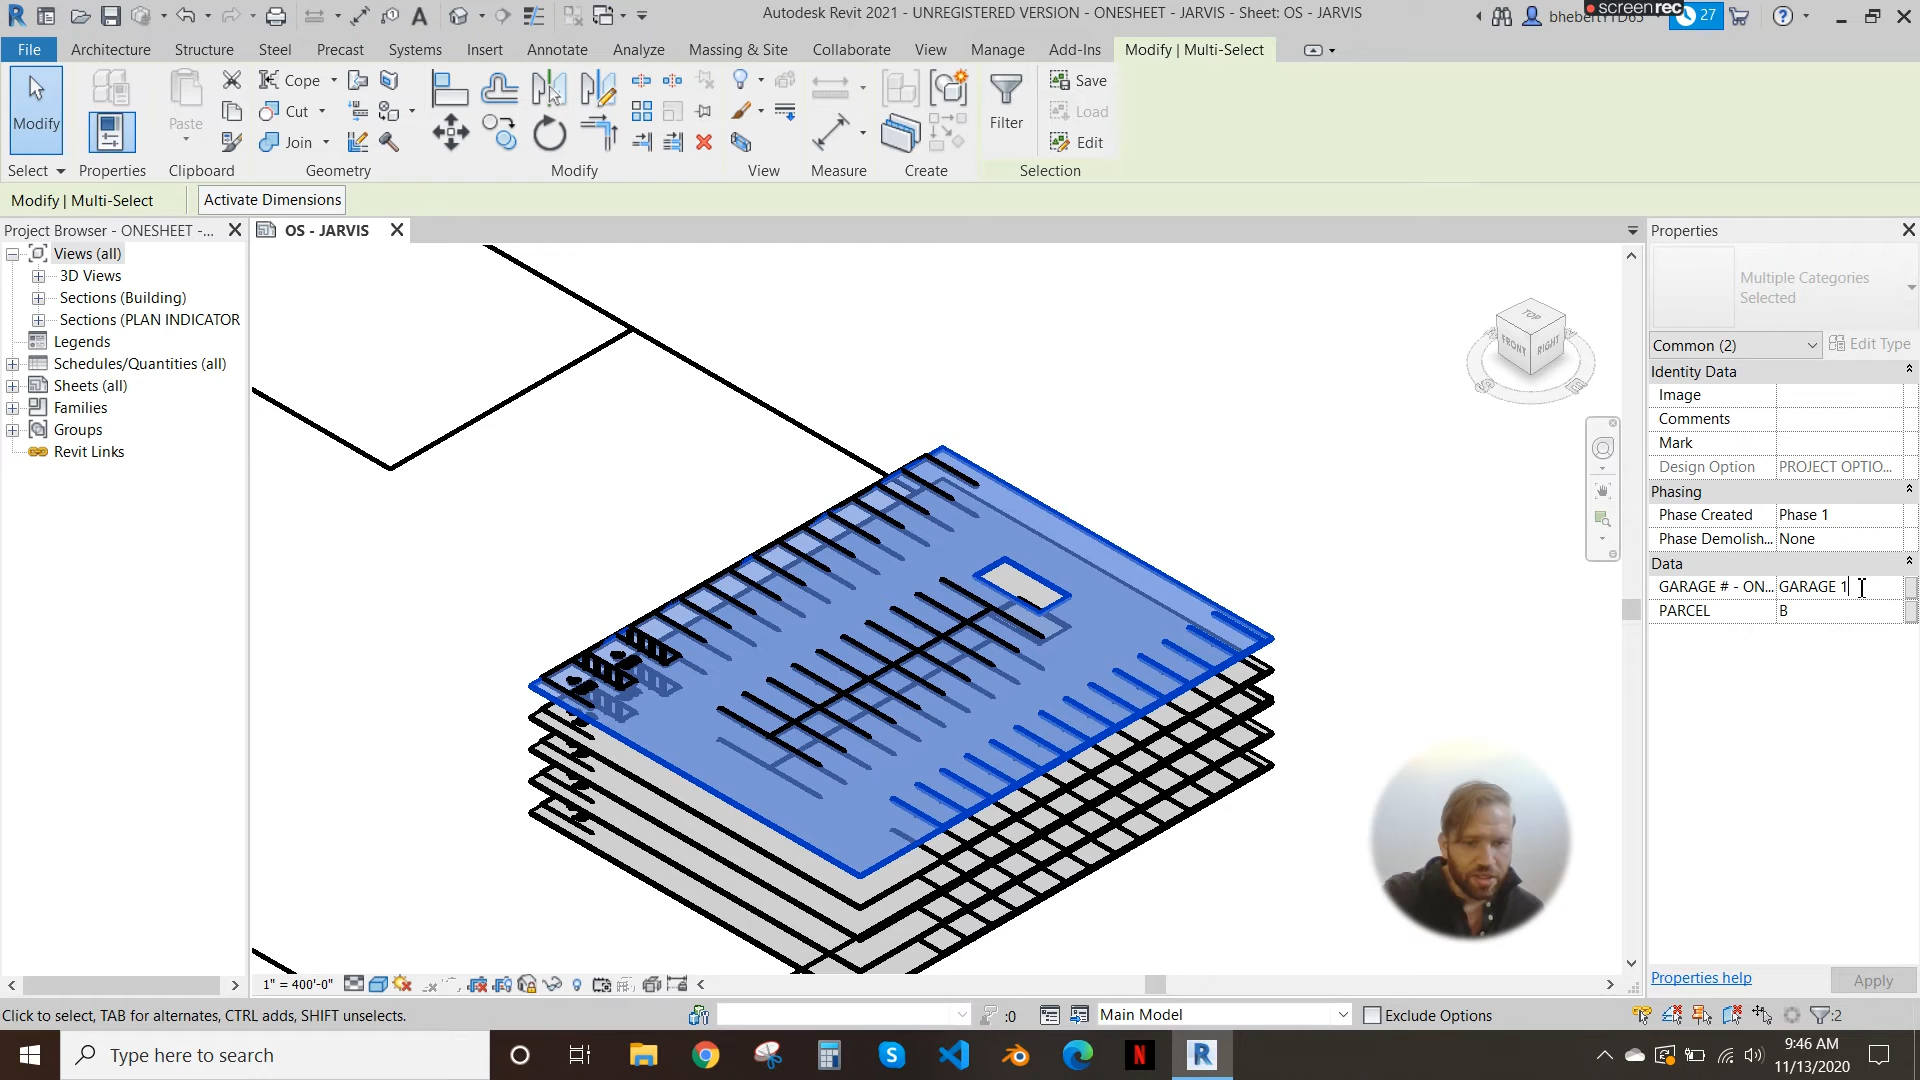 Autodesk Revit 2021 - UNREGISTERED VERSION - ONESHEET - JARVIS - Sheet: OS - JARVIS
screenrec
27
File Architecture Structure Steel Precast Systems Insert Annotate Analyze Massing & Site Collaborate View Manage Add-Ins Modify | Multi-Select
Modify
Paste
Cope
Cut
Join
Filter
Save
Load
Edit
Select Properties Clipboard Geometry Modify View Measure Create Selection
Modify | Multi-Select Activate Dimensions
Project Browser - ONESHEET -...
OS - JARVIS
Properties
Views (all)
3D Views
Sections (Building)
Sections (PLAN INDICATOR
Legends
Schedules/Quantities (all)
Sheets (all)
Families
Groups
Revit Links
TOP
FRONT
RIGHT
Multiple Categories
Selected
Common (2) Edit Type
Identity Data
Image
Comments
Mark
Design Option PROJECT OPTIO...
Phasing
Phase Created Phase 1
Phase Demolish... None
Data
GARAGE # - ON... GARAGE 1
PARCEL B
Properties help Apply
1" = 400'-0"
Click to select, TAB for alternates, CTRL adds, SHIFT unselects.
:0
Main Model
Exclude Options
:2
Type here to search
9:46 AM
11/13/2020